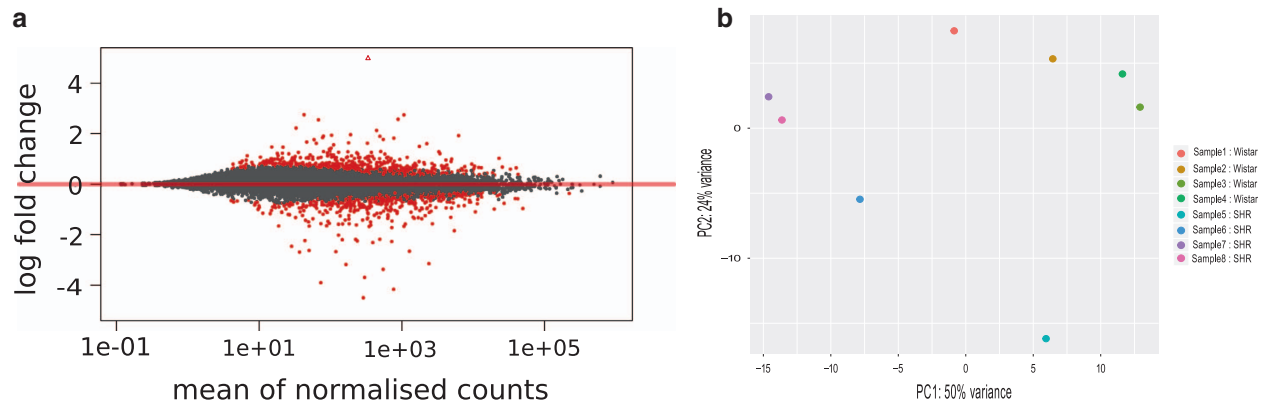 a
log fold change
4
2
0
-2
-4
1e-01
1e+01
1e+03
1e+05
mean of normalised counts
b
PC2: 24% variance
0
−10
−15
−10
−5
0
5
10
PC1: 50% variance
Sample1 : Wistar
Sample2 : Wistar
Sample3 : Wistar
Sample4 : Wistar
Sample5 : SHR
Sample6 : SHR
Sample7 : SHR
Sample8 : SHR